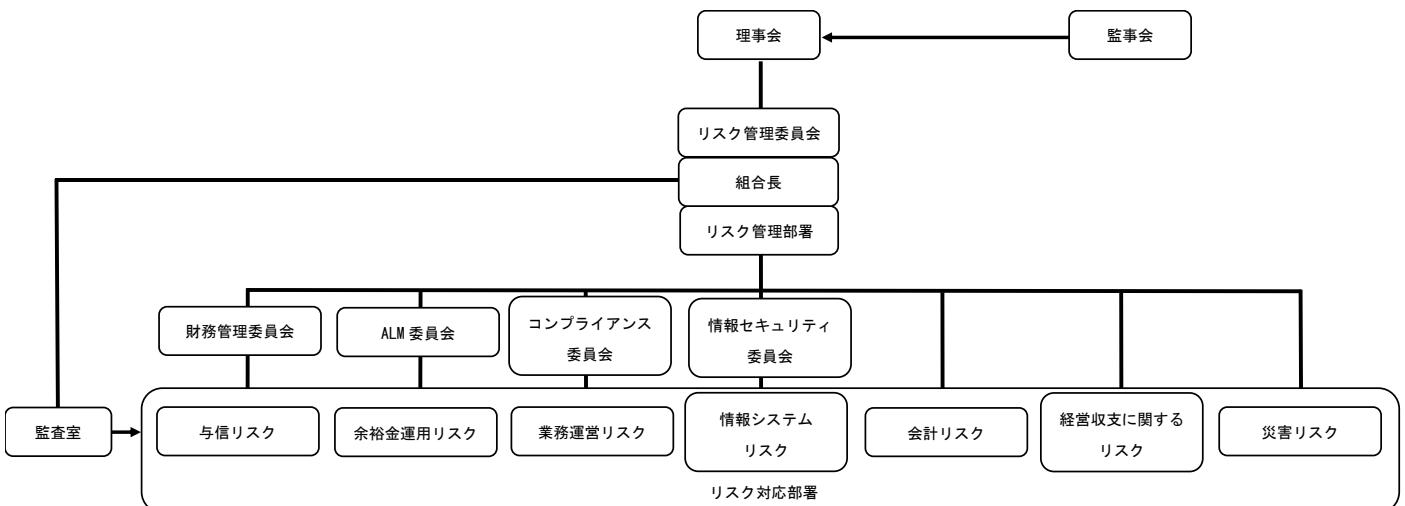 理事会
監事会
リスク管理委員会
組合長
リスク管理部署
財務管理委員会
ALM 委員会
コンプライアンス
委員会
情報セキュリティ
委員会
監査室
与信リスク
余裕金運用リスク
業務運営リスク
情報システム
リスク
会計リスク
経営収支に関する
リスク
災害リスク
リスク対応部署